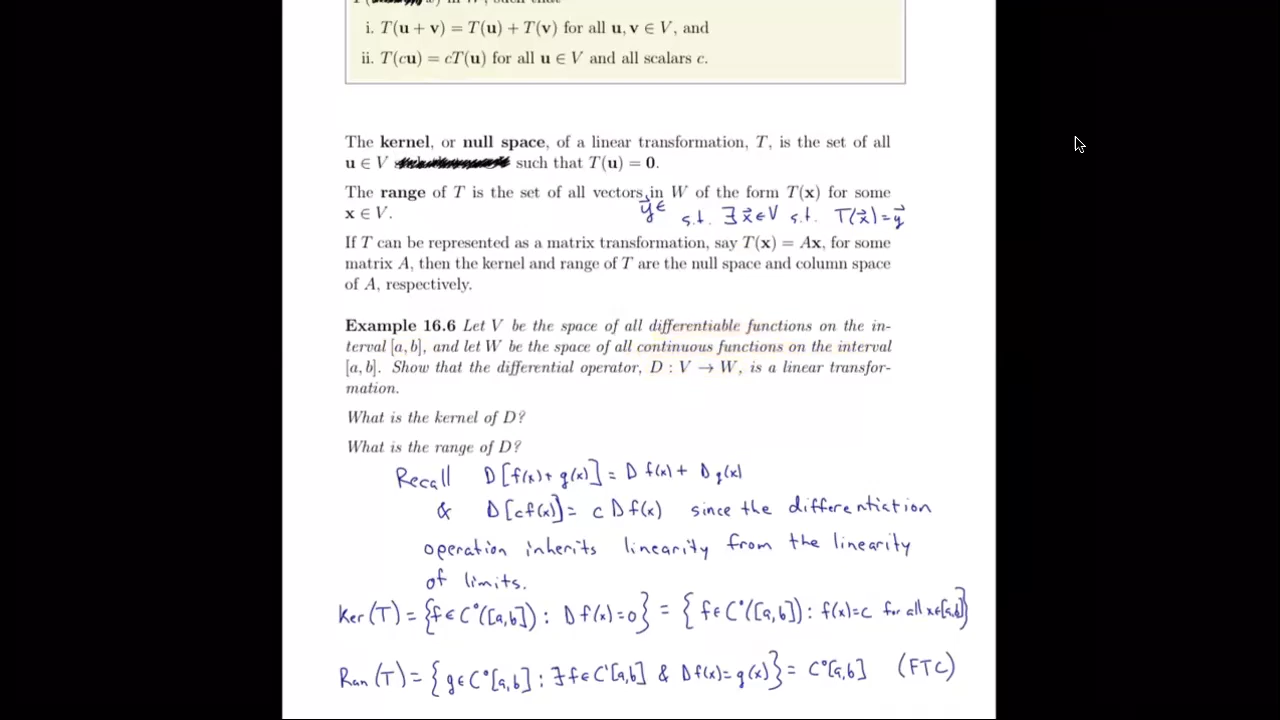 in W, such that
i. T(u + v) = T(u) + T(v) for all u, v ∈ V, and
ii. T(cu) = cT(u) for all u ∈ V and all scalars c.
The kernel, or null space, of a linear transformation, T, is the set of all
u ∈ V such that T(u) = 0.
The range of T is the set of all vectors in W of the form T(x) for some
x ∈ V.
y⃗ ∈ s.t. ∃ x⃗ ∈ V s.t. T(x⃗) = y⃗
If T can be represented as a matrix transformation, say T(x) = Ax, for some
matrix A, then the kernel and range of T are the null space and column space
of A, respectively.
Example 16.6 Let V be the space of all differentiable functions on the in-
terval [a, b], and let W be the space of all continuous functions on the interval
[a, b]. Show that the differential operator, D : V → W, is a linear transfor-
mation.
What is the kernel of D?
What is the range of D?
Recall D[f(x) + g(x)] = D f(x) + D g(x)
& D[cf(x)] = c D f(x) since the differentiation
operation inherits linearity from the linearity
of limits.
Ker(T) = {f ∈ C°([a,b]) : D f(x) = 0} = {f ∈ C°([a,b]) : f(x) = c for all x ∈ [a,b]}
Ran(T) = {g ∈ C°[a,b] : ∃ f ∈ C'[a,b] & D f(x) = g(x)} = C°[a,b] (FTC)